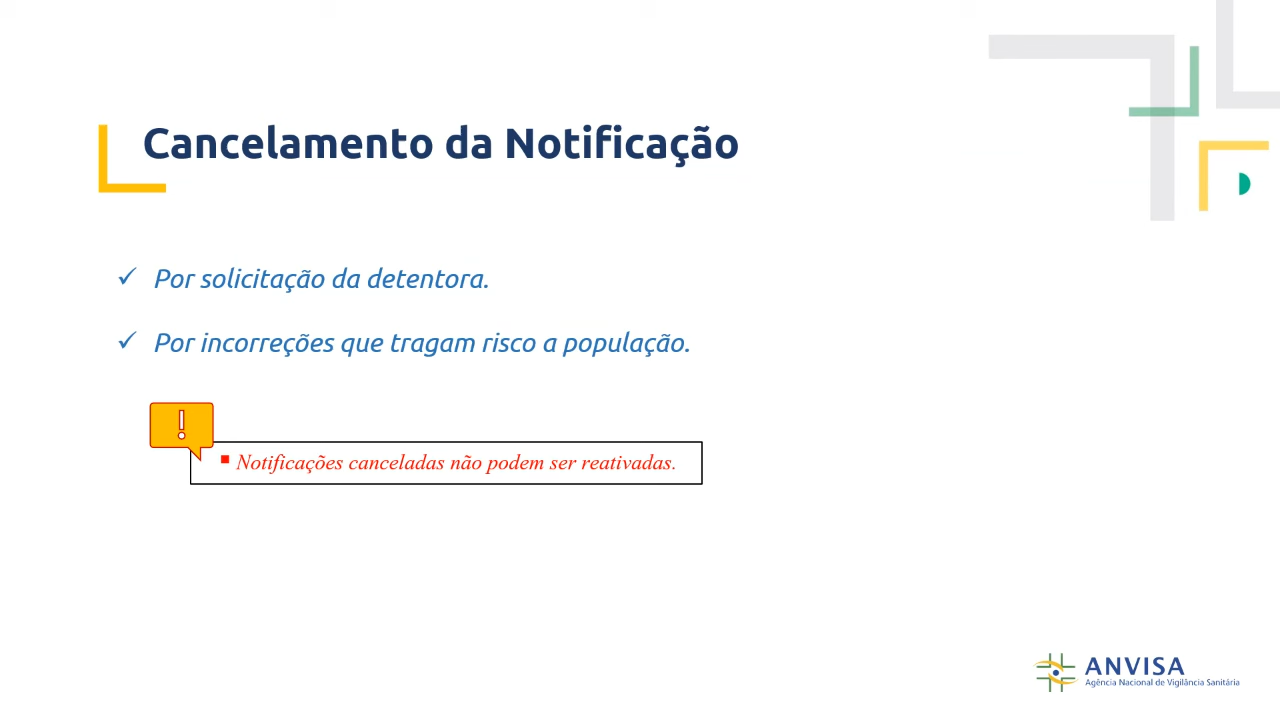 Cancelamento da Notificação
✓ Por solicitação da detentora.
✓ Por incorreções que tragam risco a população.
!
▪ Notificações canceladas não podem ser reativadas.
ANVISA
Agência Nacional de Vigilância Sanitária